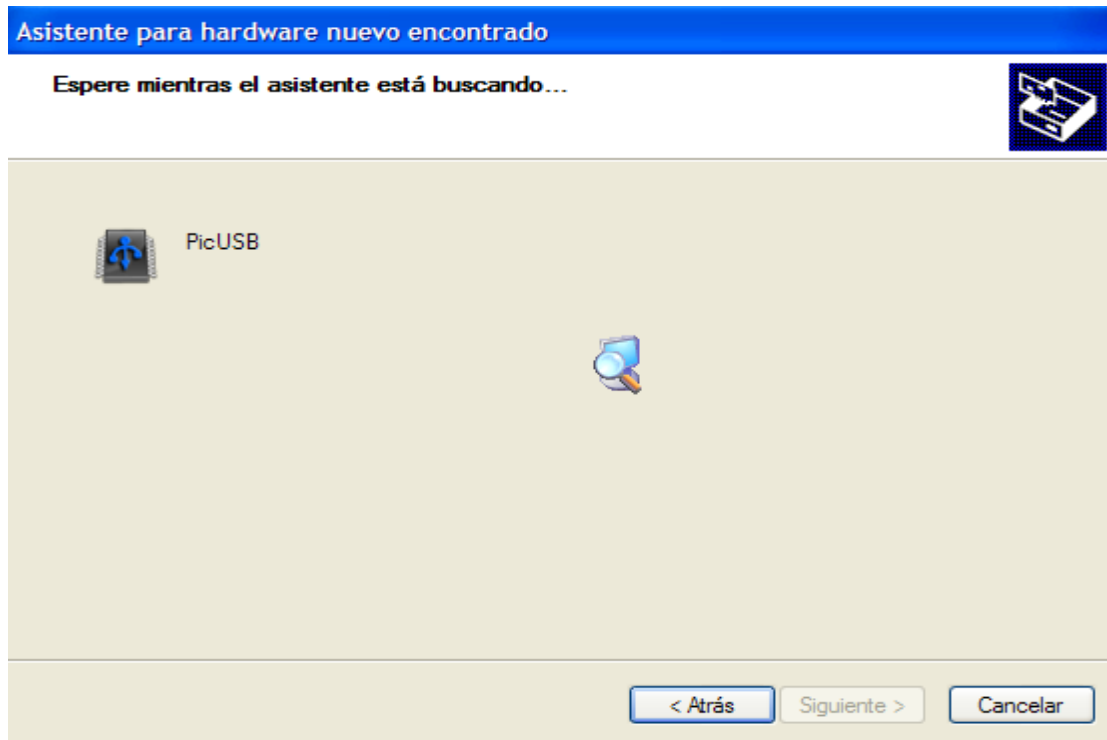 Asistente para hardware nuevo encontrado
Espere mientras el asistente está buscando...
PicUSB
< Atrás
Siguiente >
Cancelar